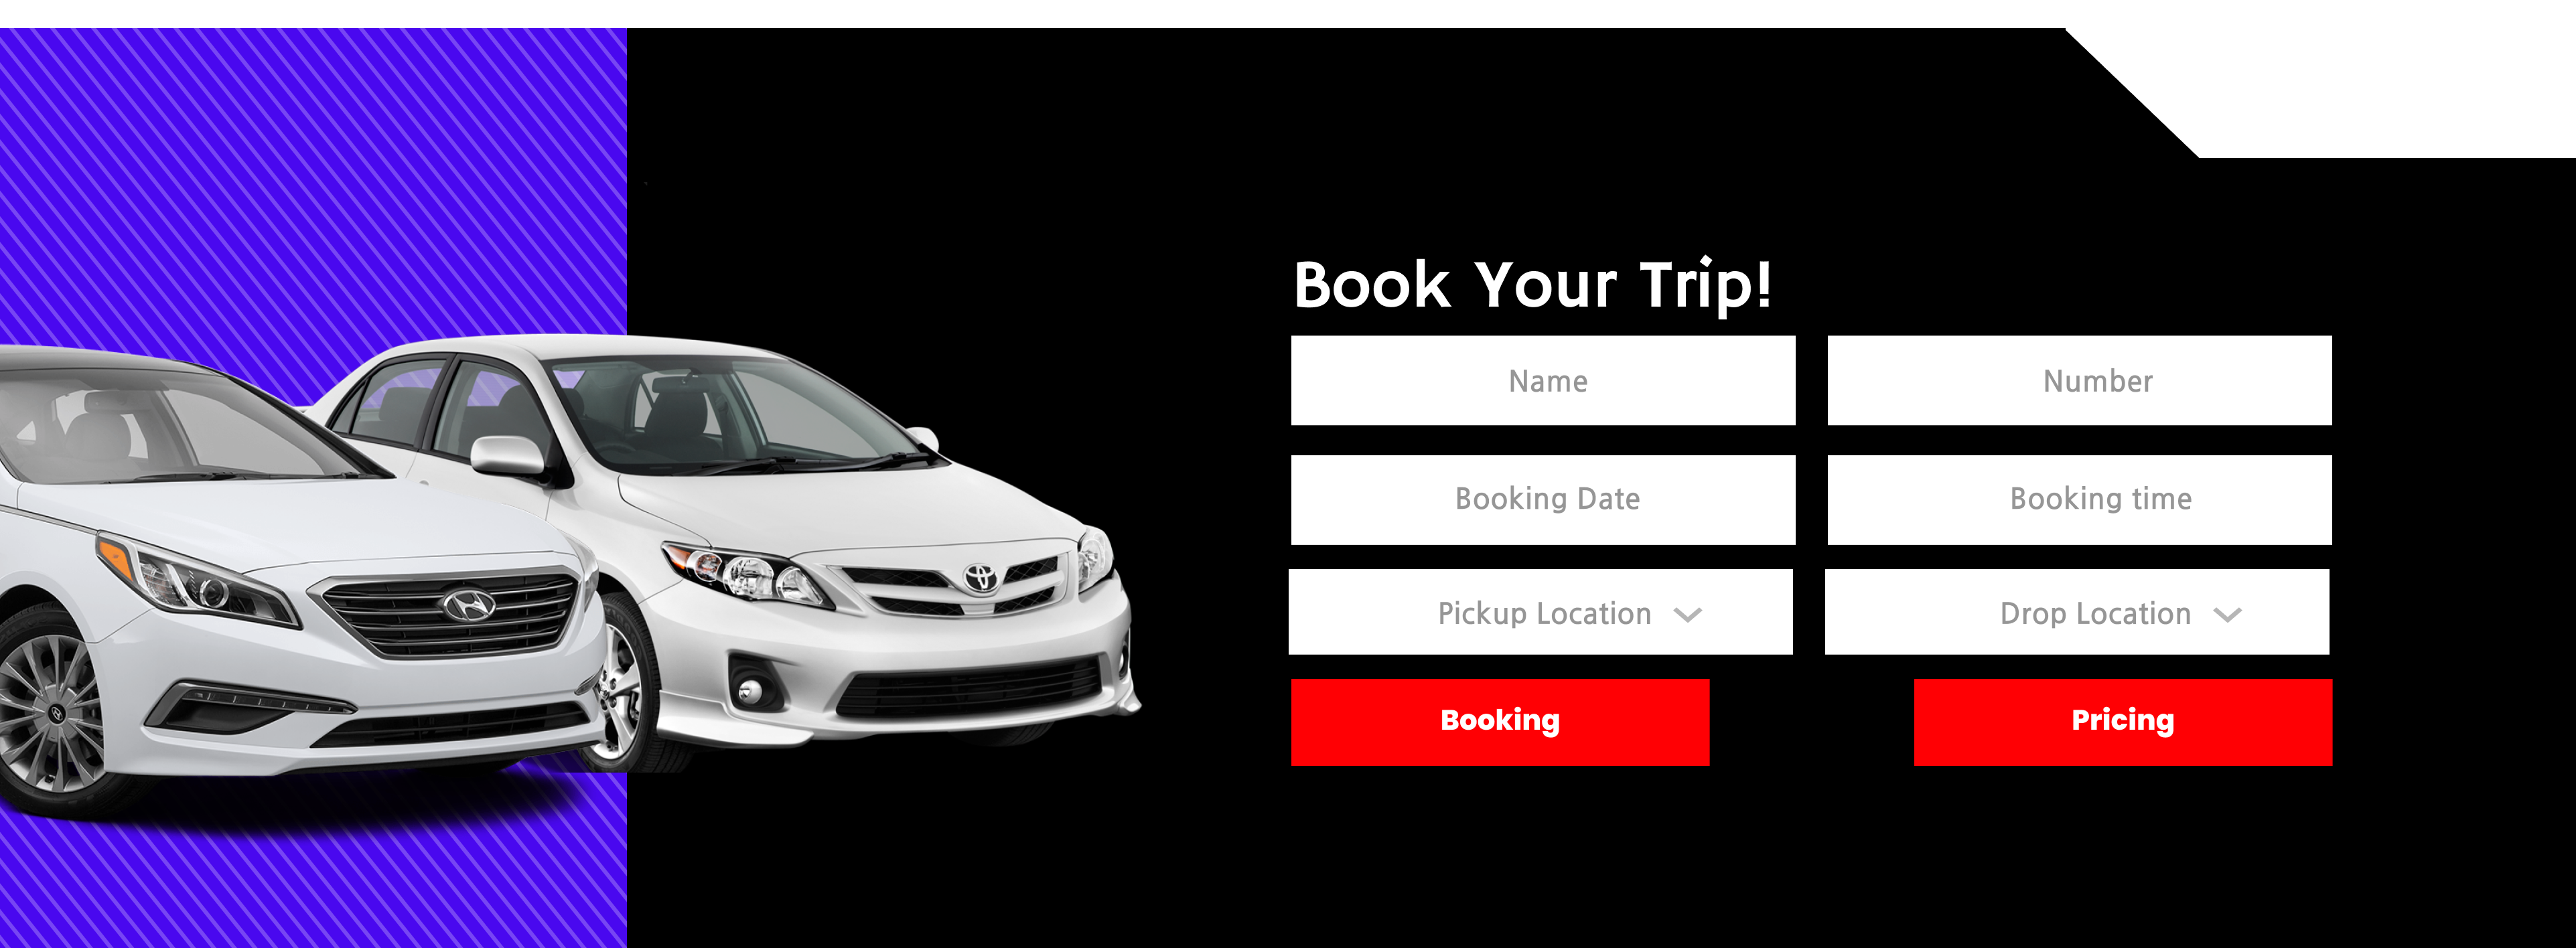 Book Your Trip!
Name
Number
Booking Date
Booking time
Pickup Location
Drop Location
Booking
Pricing